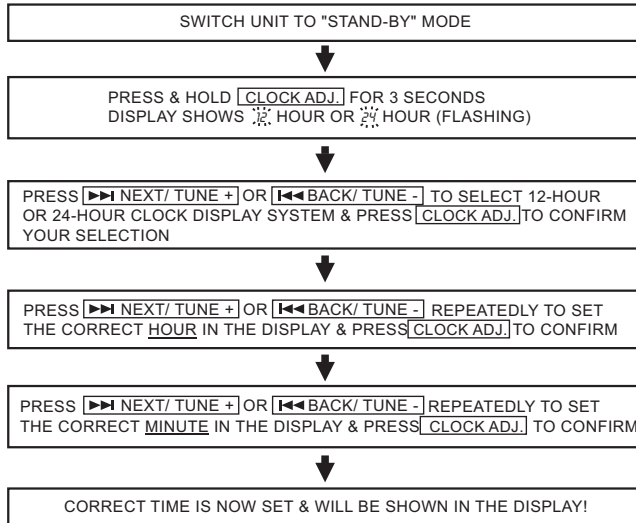 SWITCH UNIT TO "STAND-BY" MODE
PRESS & HOLD CLOCK ADJ. FOR 3 SECONDS
DISPLAY SHOWS 12 HOUR OR 24 HOUR (FLASHING)
PRESS ▶▶I NEXT/ TUNE + OR I◀◀ BACK/ TUNE - TO SELECT 12-HOUR
OR 24-HOUR CLOCK DISPLAY SYSTEM & PRESS CLOCK ADJ. TO CONFIRM
YOUR SELECTION
PRESS ▶▶I NEXT/ TUNE + OR I◀◀ BACK/ TUNE - REPEATEDLY TO SET
THE CORRECT HOUR IN THE DISPLAY & PRESS CLOCK ADJ. TO CONFIRM
PRESS ▶▶I NEXT/ TUNE + OR I◀◀ BACK/ TUNE - REPEATEDLY TO SET
THE CORRECT MINUTE IN THE DISPLAY & PRESS CLOCK ADJ. TO CONFIRM
CORRECT TIME IS NOW SET & WILL BE SHOWN IN THE DISPLAY!